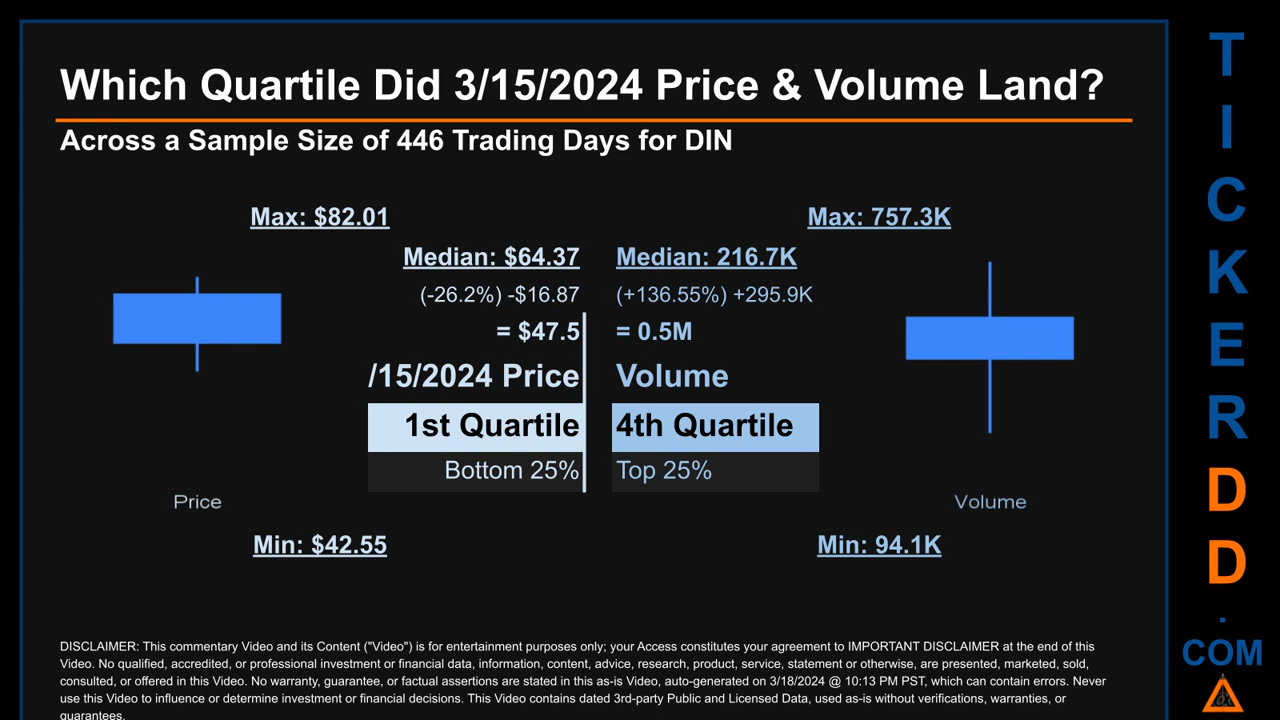 Which Quartile Did 3/15/2024 Price & Volume Land?
Across a Sample Size of 446 Trading Days for DIN
Max: $82.01
Median: $64.37
(-26.2%) -$16.87
= $47.5
/15/2024 Price
1st Quartile
Bottom 25%
Price
Min: $42.55
Max: 757.3K
Median: 216.7K
(+136.55%) +295.9K
= 0.5M
Volume
4th Quartile
Top 25%
Volume
Min: 94.1K
DISCLAIMER: This commentary Video and its Content ("Video") is for entertainment purposes only; your Access constitutes your agreement to IMPORTANT DISCLAIMER at the end of this
Video. No qualified, accredited, or professional investment or financial data, information, content, advice, research, product, service, statement or otherwise, are presented, marketed, sold,
consulted, or offered in this Video. No warranty, guarantee, or factual assertions are stated in this as-is Video, auto-generated on 3/18/2024 @ 10:13 PM PST, which can contain errors. Never
use this Video to influence or determine investment or financial decisions. This Video contains dated 3rd-party Public and Licensed Data, used as-is without verifications, warranties, or
guarantees.
T
I
C
K
E
R
D
D
.
COM